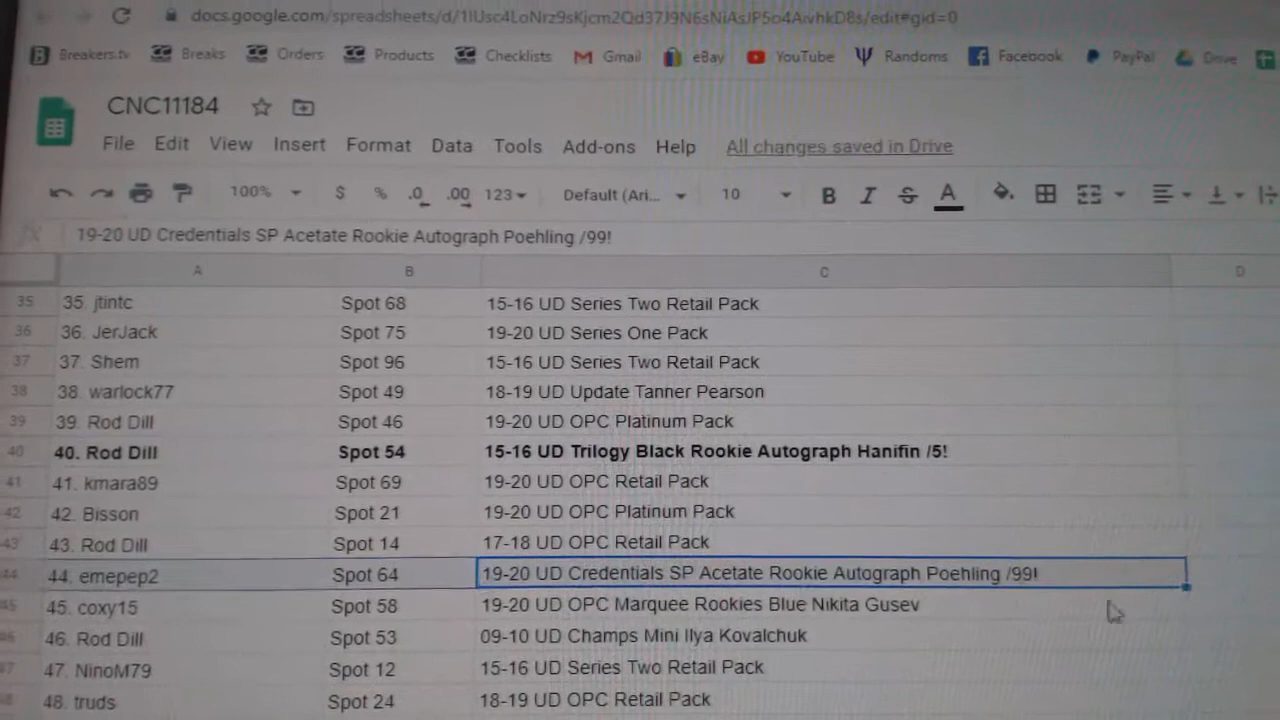 docs.google.com/spreadsheets/d/1IUsc4LoNrz9sKjcm2Qd37J9N6sNiAsJP5o4AivhkD8s/edit#gid=0
Breakers.tv Breaks Orders Products Checklists Gmail eBay YouTube Randoms Facebook PayPal Drive
CNC11184
File Edit View Insert Format Data Tools Add-ons Help All changes saved in Drive
100% $ % .0 .00 123 Default (Ari... 10 B I S A
fx 19-20 UD Credentials SP Acetate Rookie Autograph Poehling /99!
A B C D
35 35. jtintc Spot 68 15-16 UD Series Two Retail Pack
36 36. JerJack Spot 75 19-20 UD Series One Pack
37 37. Shem Spot 96 15-16 UD Series Two Retail Pack
38 38. warlock77 Spot 49 18-19 UD Update Tanner Pearson
39 39. Rod Dill Spot 46 19-20 UD OPC Platinum Pack
40 40. Rod Dill Spot 54 15-16 UD Trilogy Black Rookie Autograph Hanifin /5!
41 41. kmara89 Spot 69 19-20 UD OPC Retail Pack
42 42. Bisson Spot 21 19-20 UD OPC Platinum Pack
43 43. Rod Dill Spot 14 17-18 UD OPC Retail Pack
44 44. emepep2 Spot 64 19-20 UD Credentials SP Acetate Rookie Autograph Poehling /99!
45 45. coxy15 Spot 58 19-20 UD OPC Marquee Rookies Blue Nikita Gusev
46 46. Rod Dill Spot 53 09-10 UD Champs Mini Ilya Kovalchuk
47 47. NinoM79 Spot 12 15-16 UD Series Two Retail Pack
48 48. truds Spot 24 18-19 UD OPC Retail Pack